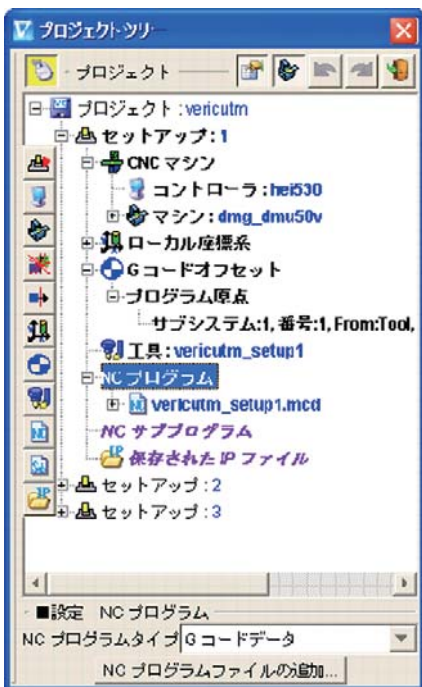 プロジェクト ツリー
プロジェクト
プロジェクト :vericutm
セットアップ:1
CNC マシン
コントローラ:hei530
マシン:dmg_dmu50v
ローカル座標系
Gコードオフセット
プログラム原点
サブシステム:1, 番号:1, From:Tool,
工具:vericutm_setup1
NC プログラム
vericutm_setup1.mcd
NC サブプログラム
保存された IP ファイル
セットアップ:2
セットアップ:3
■設定 NC プログラム
NC プログラムタイプ Gコードデータ
NC プログラムファイルの追加...